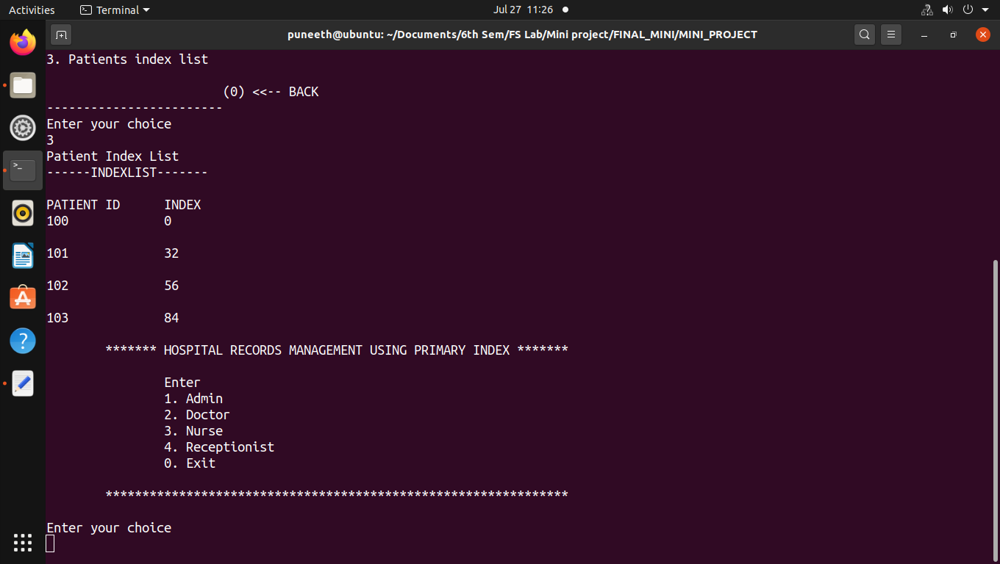 Activities Terminal Jul 27 11:26
puneeth@ubuntu: ~/Documents/6th Sem/FS Lab/Mini project/FINAL_MINI/MINI_PROJECT
3. Patients index list
(0) <<-- BACK
------------------------
Enter your choice
3
Patient Index List
------INDEXLIST-------
PATIENT ID INDEX
100 0
101 32
102 56
103 84
******* HOSPITAL RECORDS MANAGEMENT USING PRIMARY INDEX *******
Enter
1. Admin
2. Doctor
3. Nurse
4. Receptionist
0. Exit
***************************************************************
Enter your choice